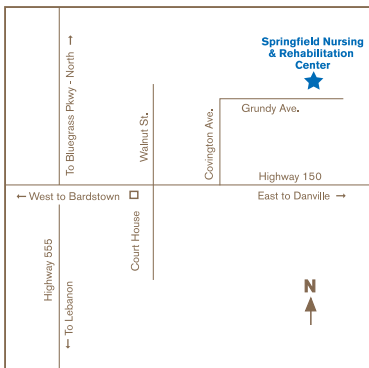 Springfield Nursing
& Rehabilitation
Center
To Bluegrass Pkwy - North →
Walnut St.
Covington Ave.
Grundy Ave.
Highway 150
← West to Bardstown
East to Danville →
Court House
Highway 555
← To Lebanon
N